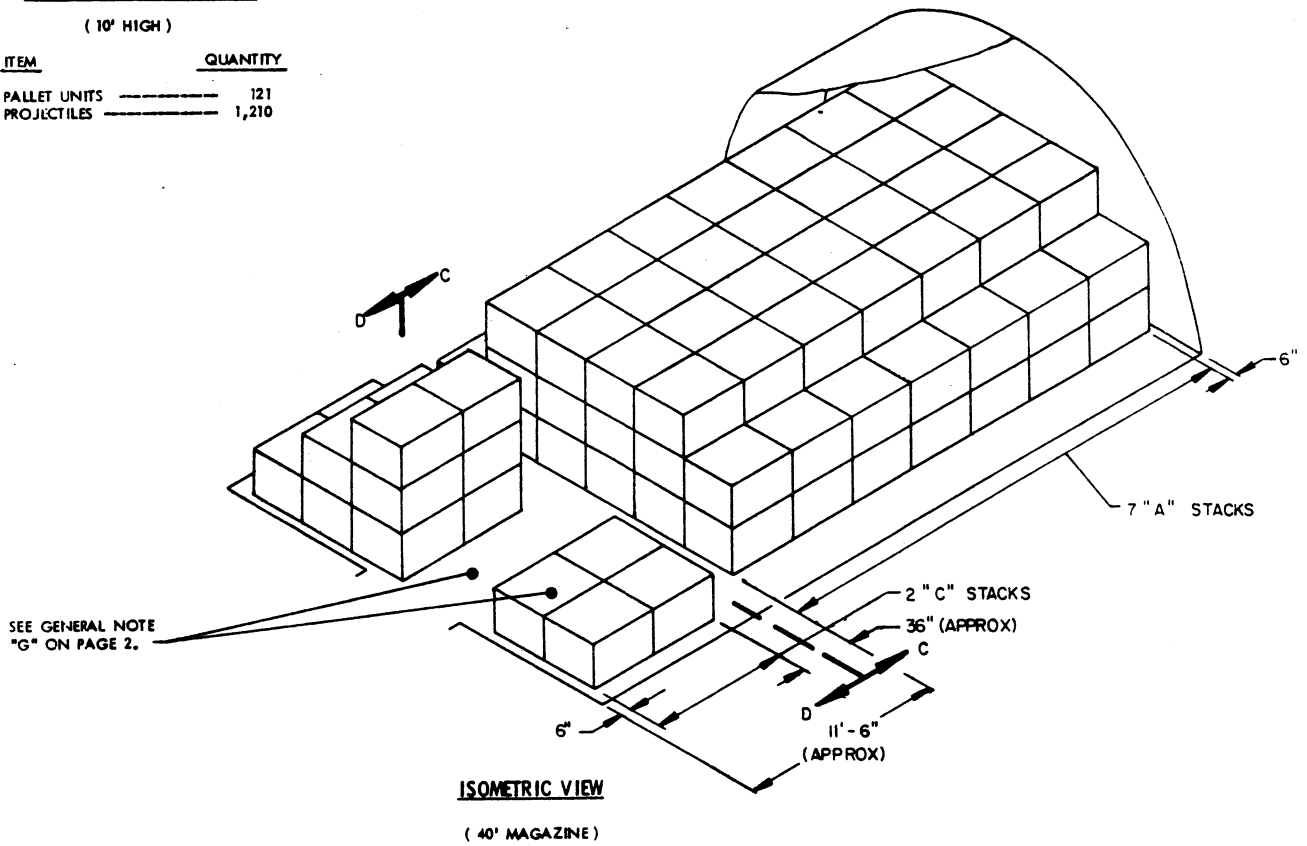 ( 10' HIGH )
ITEM QUANTITY
PALLET UNITS ------------ 121
PROJECTILES ------------ 1,210
C
D
6"
7 "A" STACKS
2 "C" STACKS
36" (APPROX)
C
D
SEE GENERAL NOTE
"G" ON PAGE 2.
6"
11'-6"
(APPROX)
ISOMETRIC VIEW
( 40' MAGAZINE )